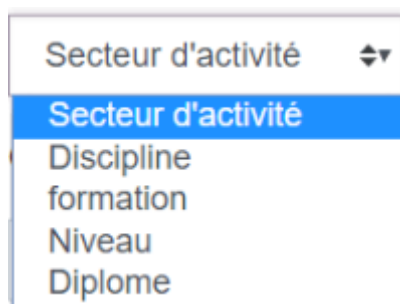 Secteur d'activité
Secteur d'activité
Discipline
formation
Niveau
Diplome